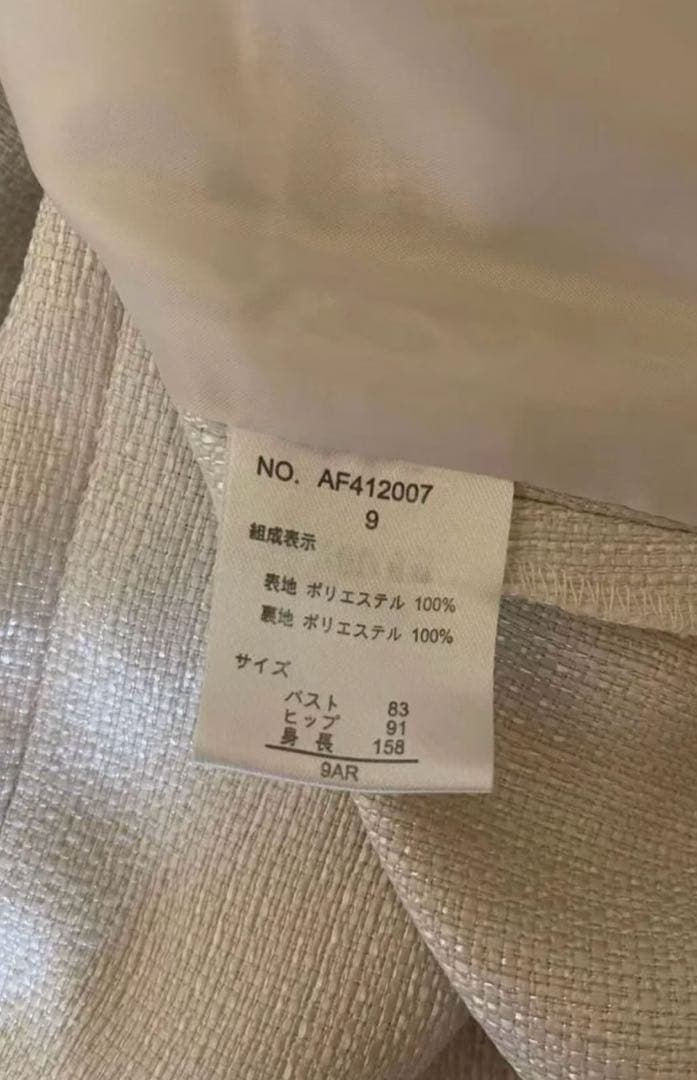 NO. AF412007
9
組成表示
表地 ポリエステル 100%
裏地 ポリエステル 100%
サイズ
バスト 83
ヒップ 91
身 長 158
9AR